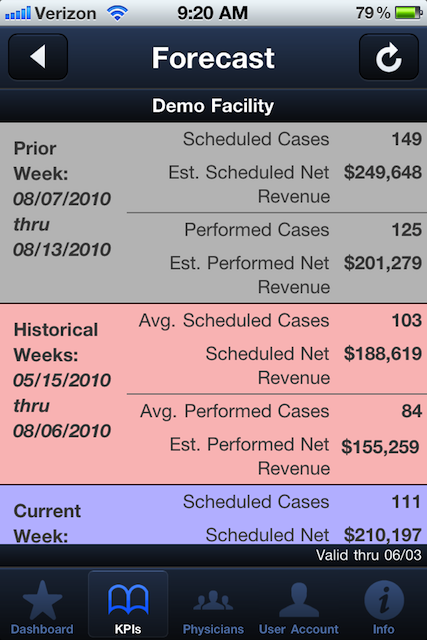 Verizon 9:20 AM 79%
Forecast
Demo Facility
Prior
Week:
08/07/2010
thru
08/13/2010
Scheduled Cases 149
Est. Scheduled Net $249,648
Revenue
Performed Cases 125
Est. Performed Net $201,279
Revenue
Historical
Weeks:
05/15/2010
thru
08/06/2010
Avg. Scheduled Cases 103
Scheduled Net $188,619
Revenue
Avg. Performed Cases 84
Est. Performed Net $155,259
Revenue
Current
Week:
Scheduled Cases 111
Scheduled Net $210,197
Valid thru 06/03
Dashboard KPIs Physicians User Account Info